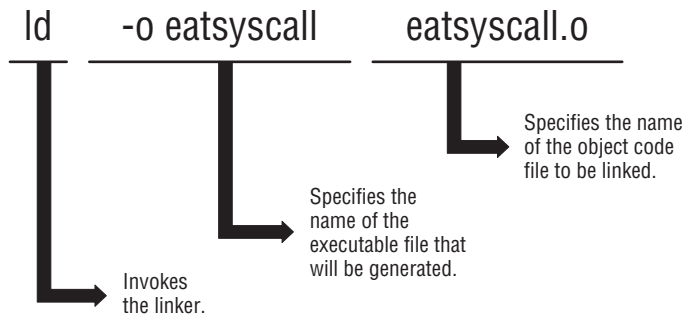 ld -o eatsyscall eatsyscall.o
Specifies the name
of the object code
file to be linked.
Specifies the
name of the
executable file that
will be generated.
Invokes
the linker.